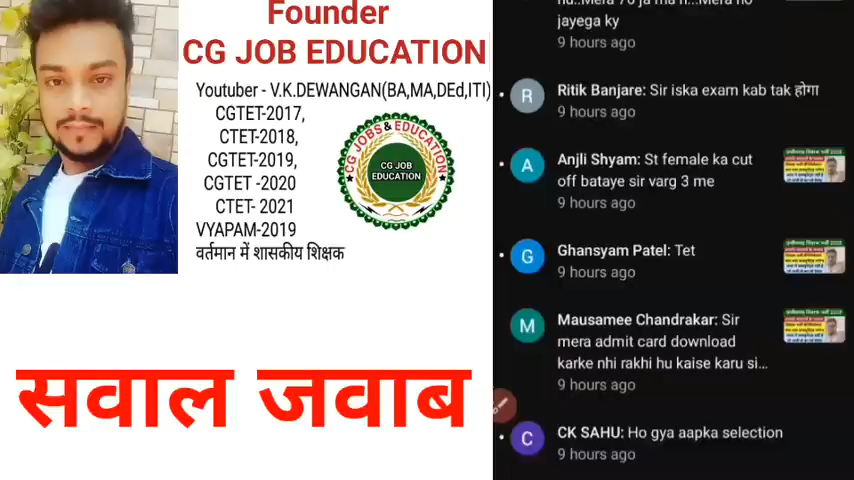 Founder
CG JOB EDUCATION
Youtuber - V.K.DEWANGAN(BA,MA,DEd,ITI)
CGTET-2017,
CTET-2018,
CGTET-2019,
CGTET -2020
CTET- 2021
VYAPAM-2019
वर्तमान में शासकीय शिक्षक
CG JOBS & EDUCATION
CG JOB
EDUCATION
सवाल जवाब
jayega ky
9 hours ago
R
Ritik Banjare: Sir iska exam kab tak होगा
9 hours ago
A
Anjli Shyam: St female ka cut
off bataye sir varg 3 me
9 hours ago
G
Ghansyam Patel: Tet
9 hours ago
M
Mausamee Chandrakar: Sir
mera admit card download
karke nhi rakhi hu kaise karu si...
9 hours ago
C
CK SAHU: Ho gya aapka selection
9 hours ago